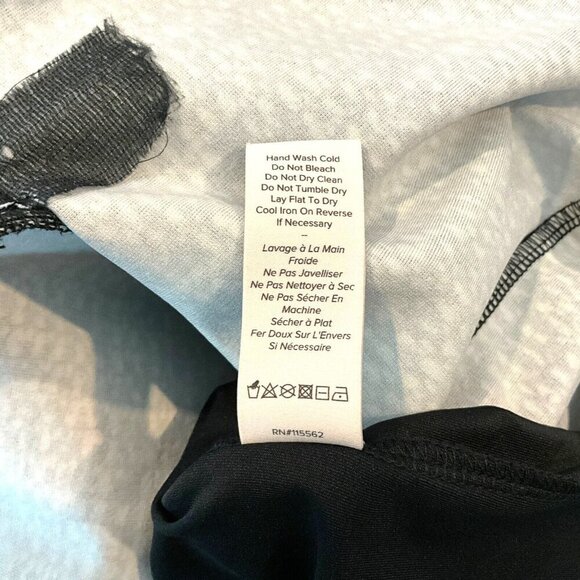 Hand Wash Cold
Do Not Bleach
Do Not Dry Clean
Do Not Tumble Dry
Lay Flat To Dry
Cool Iron On Reverse
If Necessary
–
Lavage à La Main
Froide
Ne Pas Javelliser
Ne Pas Nettoyer à Sec
Ne Pas Sécher En
Machine
Sécher à Plat
Fer Doux Sur L'Envers
Si Nécessaire
RN#115562